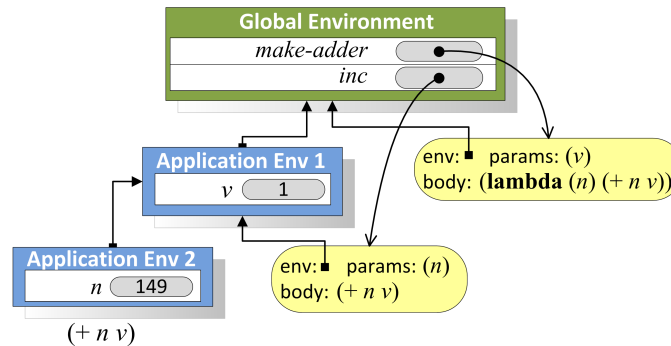 Global Environment
make-adder
inc
env: params: (v)
body: (lambda (n) (+ n v))
Application Env 1
v 1
Application Env 2
n 149
(+ n v)
env: params: (n)
body: (+ n v)